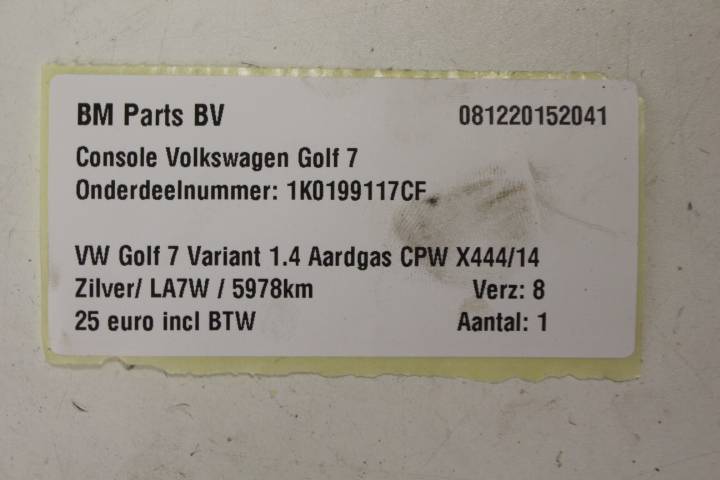 BM Parts BV 081220152041
Console Volkswagen Golf 7
Onderdeelnummer: 1K0199117CF
VW Golf 7 Variant 1.4 Aardgas CPW X444/14
Zilver/ LA7W / 5978km Verz: 8
25 euro incl BTW Aantal: 1